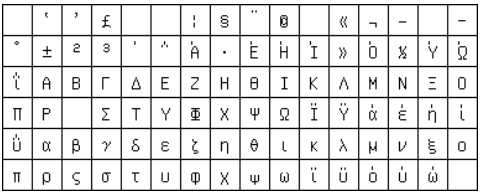 ‘ ’ £ ¦ § ¨ © « ¬ – ―
° ± ² ³ ΄ ΅ Ά · Έ Ή Ί » Ό ½ Ύ Ώ
ΐ Α Β Γ Δ Ε Ζ Η Θ Ι Κ Λ Μ Ν Ξ Ο
Π Ρ Σ Τ Υ Φ Χ Ψ Ω Ϊ Ϋ ά έ ή ί
ΰ α β γ δ ε ζ η θ ι κ λ μ ν ξ ο
π ρ ς σ τ υ φ χ ψ ω ϊ ϋ ό ύ ώ